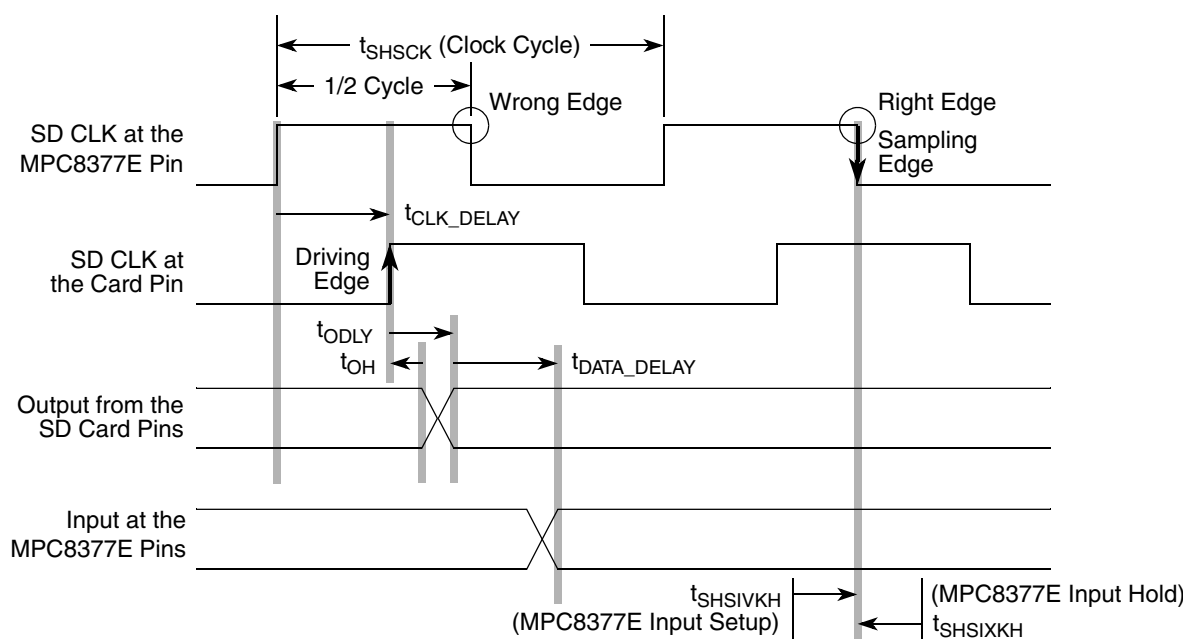 tSHSCK (Clock Cycle)
1/2 Cycle
Wrong Edge
Right Edge
SD CLK at the
MPC8377E Pin
Sampling
Edge
tCLK_DELAY
SD CLK at
the Card Pin
Driving
Edge
tODLY
tOH
tDATA_DELAY
Output from the
SD Card Pins
Input at the
MPC8377E Pins
tSHSIVKH
(MPC8377E Input Setup)
(MPC8377E Input Hold)
tSHSIXKH